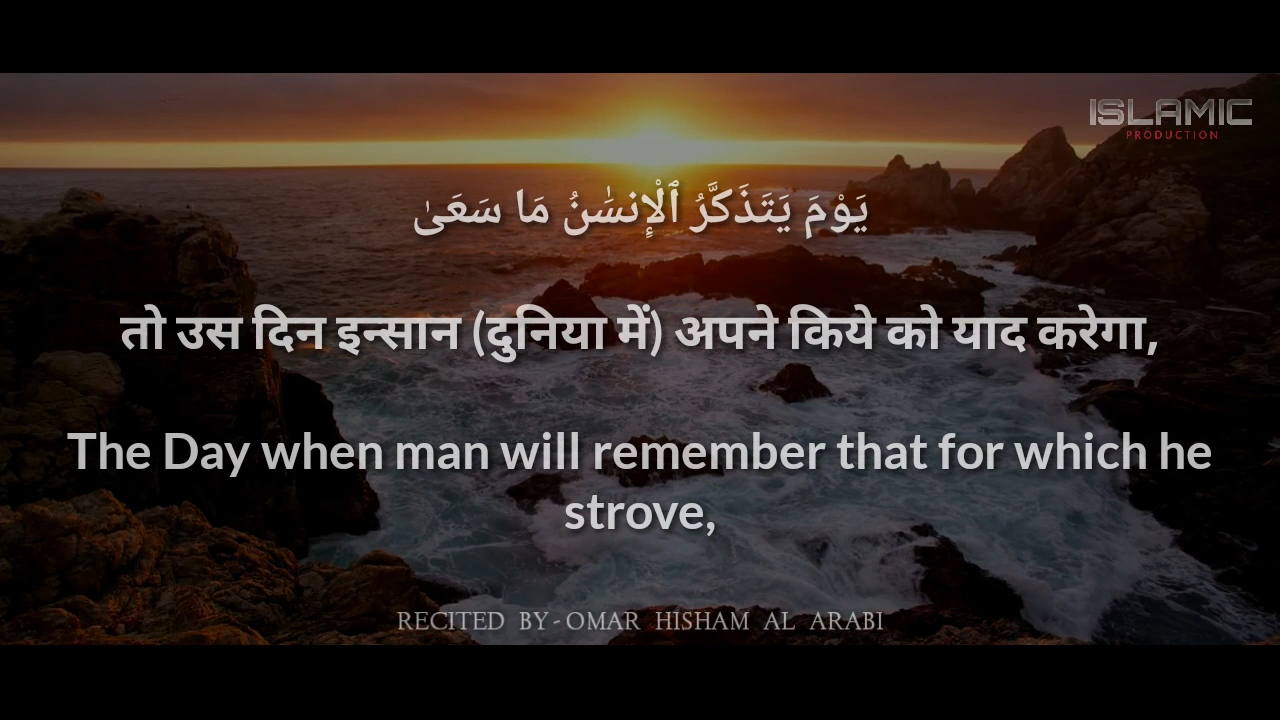 ISLAMIC
PRODUCTION
يَوْمَ يَتَذَكَّرُ ٱلْإِنسَٰنُ مَا سَعَىٰ
तो उस दिन इन्सान (दुनिया में) अपने किये को याद करेगा,
The Day when man will remember that for which he
strove,
RECITED BY-OMAR HISHAM AL ARABI